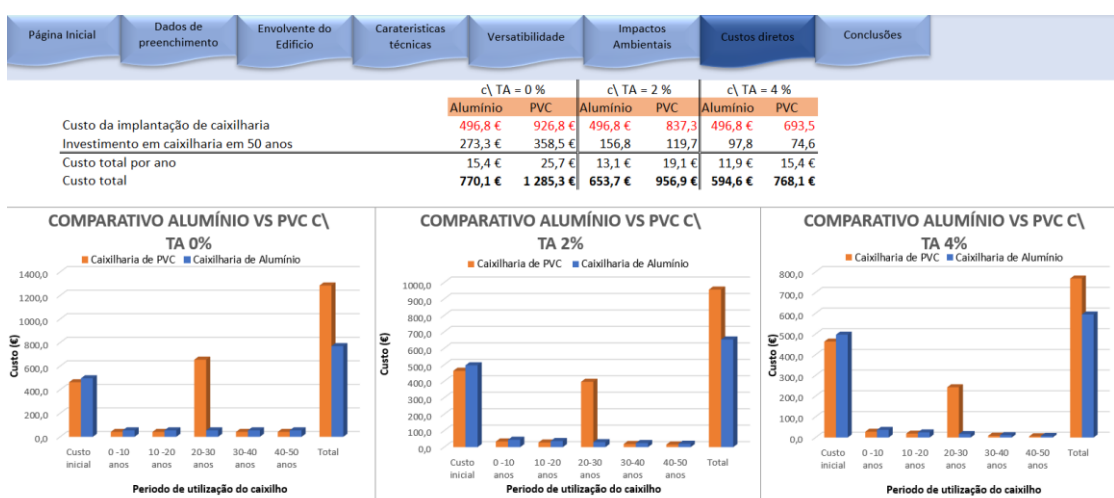 Página Inicial
Dados de preenchimento
Envolvente do Edifício
Carateristicas técnicas
Versatibilidade
Impactos Ambientais
Custos diretos
Conclusões
c\ TA = 0 % c\ TA = 2 % c\ TA = 4 %
Alumínio PVC Alumínio PVC Alumínio PVC
Custo da implantação de caixilharia 496,8 € 926,8 € 496,8 € 837,3 496,8 € 693,5
Investimento em caixilharia em 50 anos 273,3 € 358,5 € 156,8 119,7 97,8 74,6
Custo total por ano 15,4 € 25,7 € 13,1 € 19,1 € 11,9 € 15,4 €
Custo total 770,1 € 1 285,3 € 653,7 € 956,9 € 594,6 € 768,1 €
COMPARATIVO ALUMÍNIO VS PVC C\
TA 0%
Caixilharia de PVC Caixilharia de Alumínio
1400,0
1200,0
1000,0
800,0
600,0
400,0
200,0
0,0
Custo (€)
Custo inicial
0 -10 anos
10 -20 anos
20-30 anos
30-40 anos
40-50 anos
Total
Periodo de utilização do caixilho
COMPARATIVO ALUMÍNIO VS PVC C\
TA 2%
Caixilharia de PVC Caixilharia de Alumínio
1000,0
900,0
800,0
700,0
600,0
500,0
400,0
300,0
200,0
100,0
0,0
Custo (€)
Custo inicial
0 -10 anos
10 -20 anos
20-30 anos
30-40 anos
40-50 anos
Total
Periodo de utilização do caixilho
COMPARATIVO ALUMÍNIO VS PVC C\
TA 4%
Caixilharia de PVC Caixilharia de Alumínio
800,0
700,0
600,0
500,0
400,0
300,0
200,0
100,0
0,0
Custo (€)
Custo inicial
0 -10 anos
10 -20 anos
20-30 anos
30-40 anos
40-50 anos
Total
Periodo de utilização do caixilho